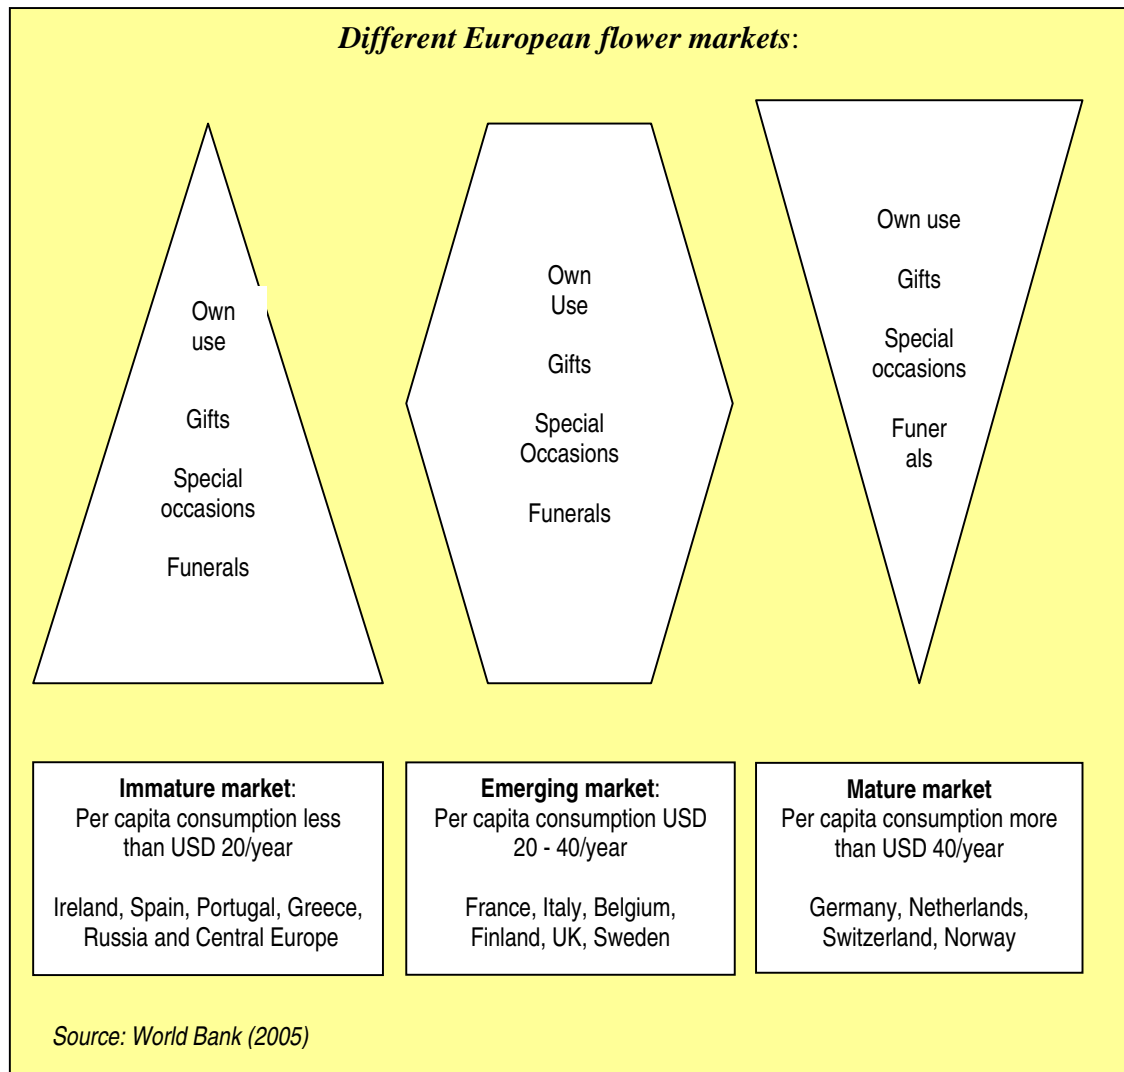 Different European flower markets:
Own
use
Gifts
Special
occasions
Funerals
Own
Use
Gifts
Special
Occasions
Funerals
Own use
Gifts
Special
occasions
Funer
als
Immature market:
Per capita consumption less
than USD 20/year
Ireland, Spain, Portugal, Greece,
Russia and Central Europe
Emerging market:
Per capita consumption USD
20 - 40/year
France, Italy, Belgium,
Finland, UK, Sweden
Mature market
Per capita consumption more
than USD 40/year
Germany, Netherlands,
Switzerland, Norway
Source: World Bank (2005)